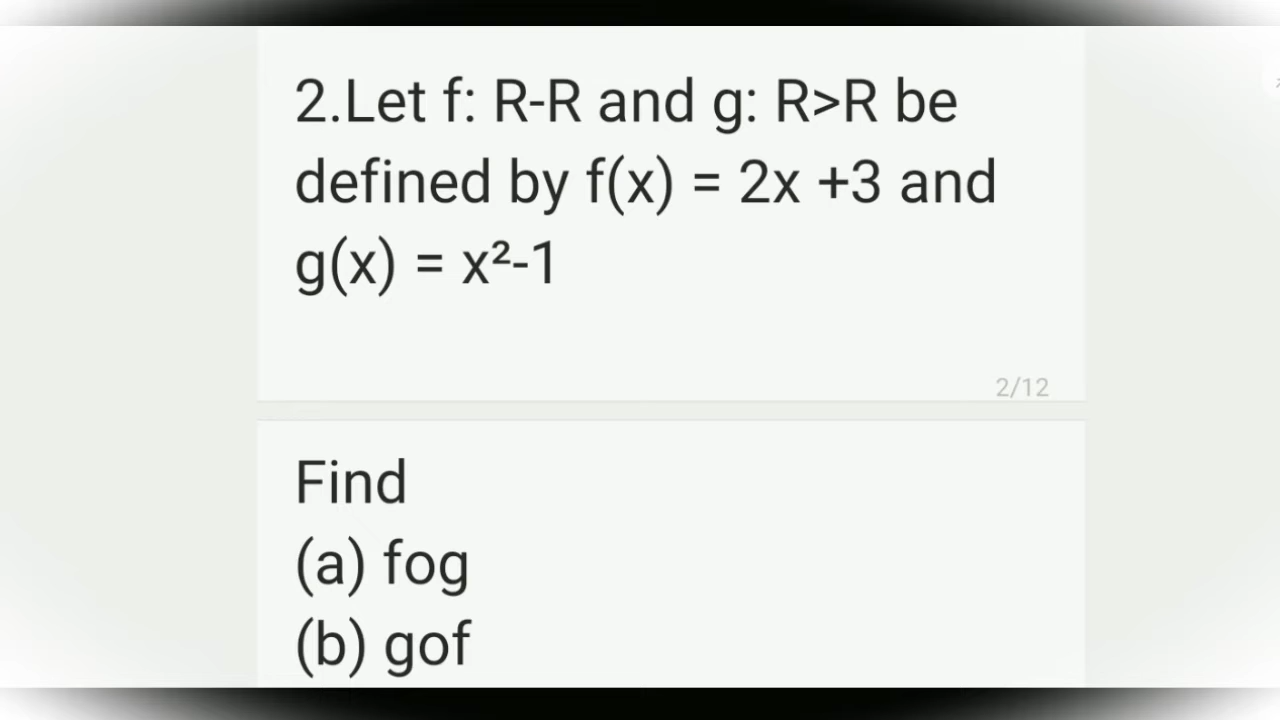 2.Let f: R-R and g: R>R be
defined by f(x) = 2x +3 and
g(x) = x²-1
2/12
Find
(a) fog
(b) gof